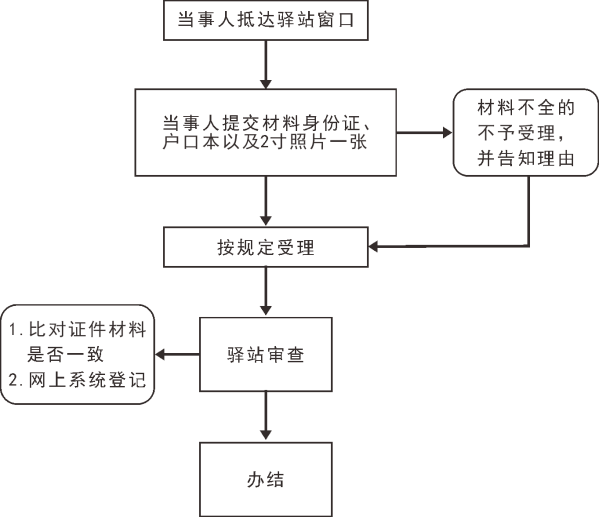 当事人抵达驿站窗口
当事人提交材料身份证、
户口本以及2寸照片一张
材料不全的
不予受理，
并告知理由
按规定受理
1.比对证件材料
是否一致
2.网上系统登记
驿站审查
办结